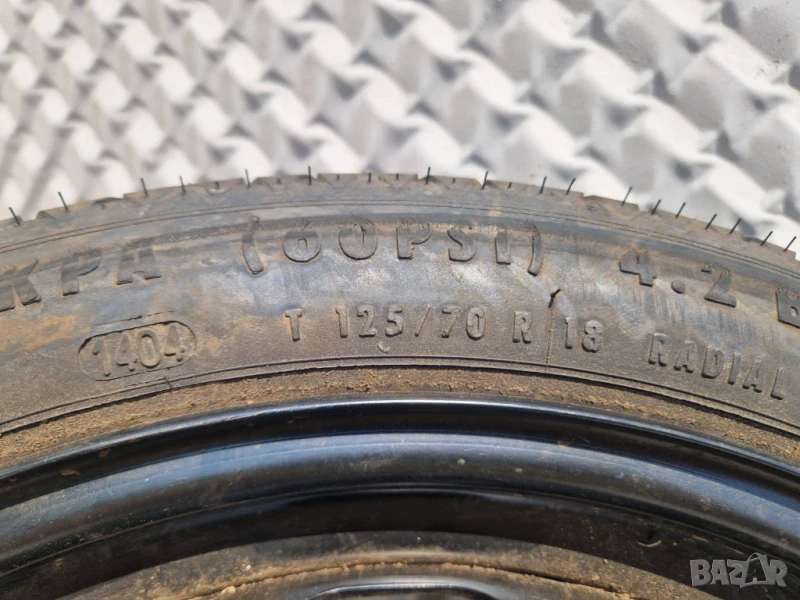 KPA (60PSI) 4.2 B
1404 T 125/70 R 18 RADIAL
BAZAR